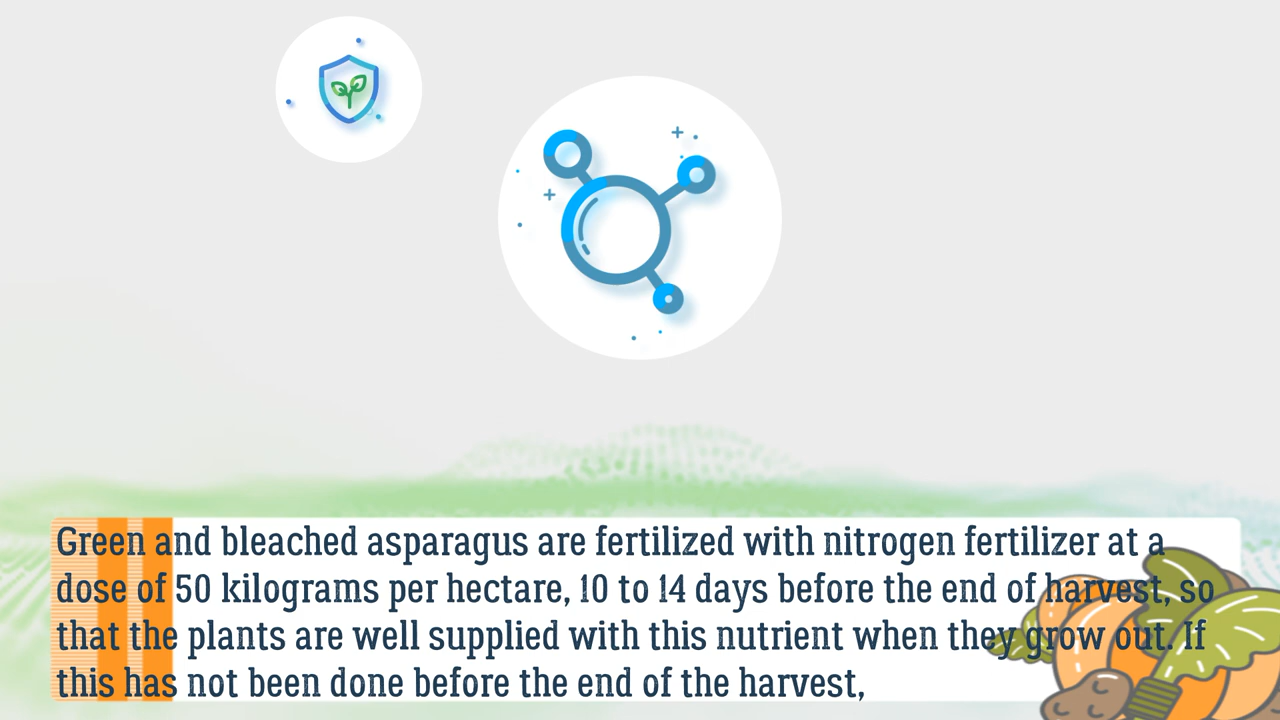 Green and bleached asparagus are fertilized with nitrogen fertilizer at a
dose of 50 kilograms per hectare, 10 to 14 days before the end of harvest, so
that the plants are well supplied with this nutrient when they grow out. If
this has not been done before the end of the harvest,